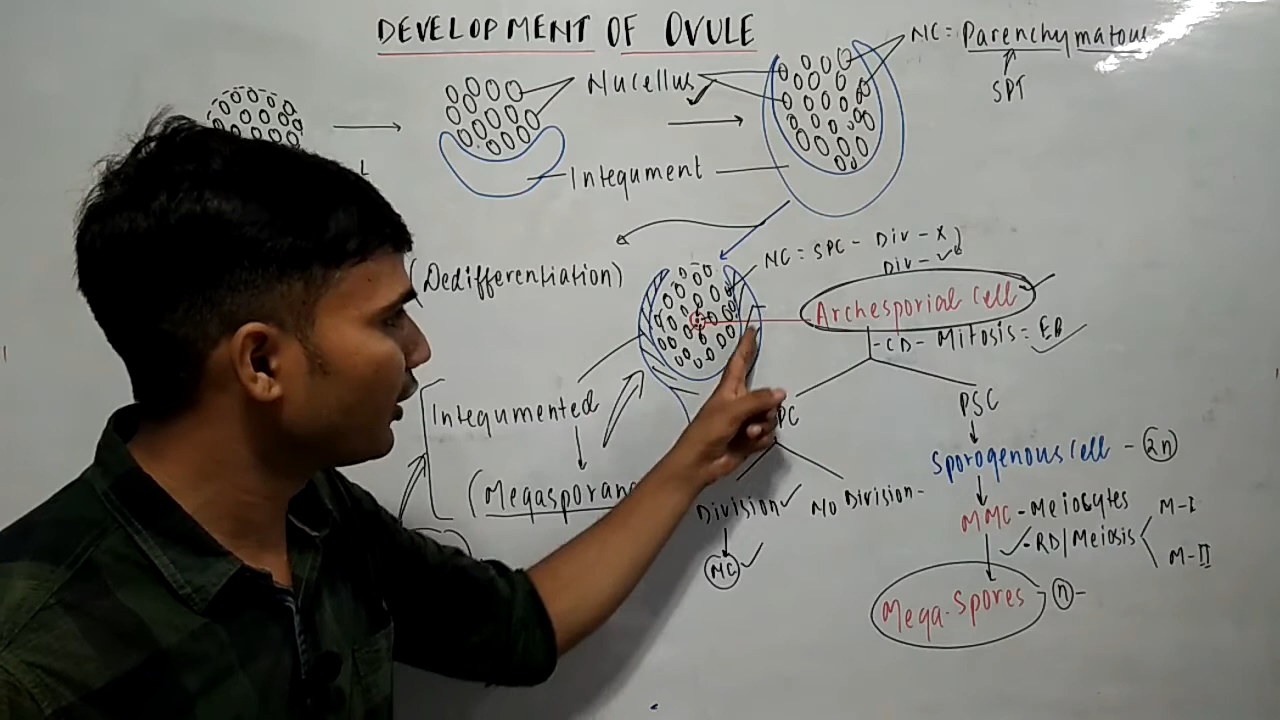 DEVELOPMENT OF OVULE
NC = Parenchymatous
SPT
Nucellus
L
Integument
(Dedifferentiation)
NC = SPC - Div - X
Div - ✓
Archesporial Cell
- CD - Mitosis = ED
Integumented
PC
PSC
(Megasporan
Sporogenous cell - 2n
Division ✓
No Division -
MMC - Meiocytes
M-I
- RD/Meiosis
M-II
NC ✓
Mega-Spores - n -